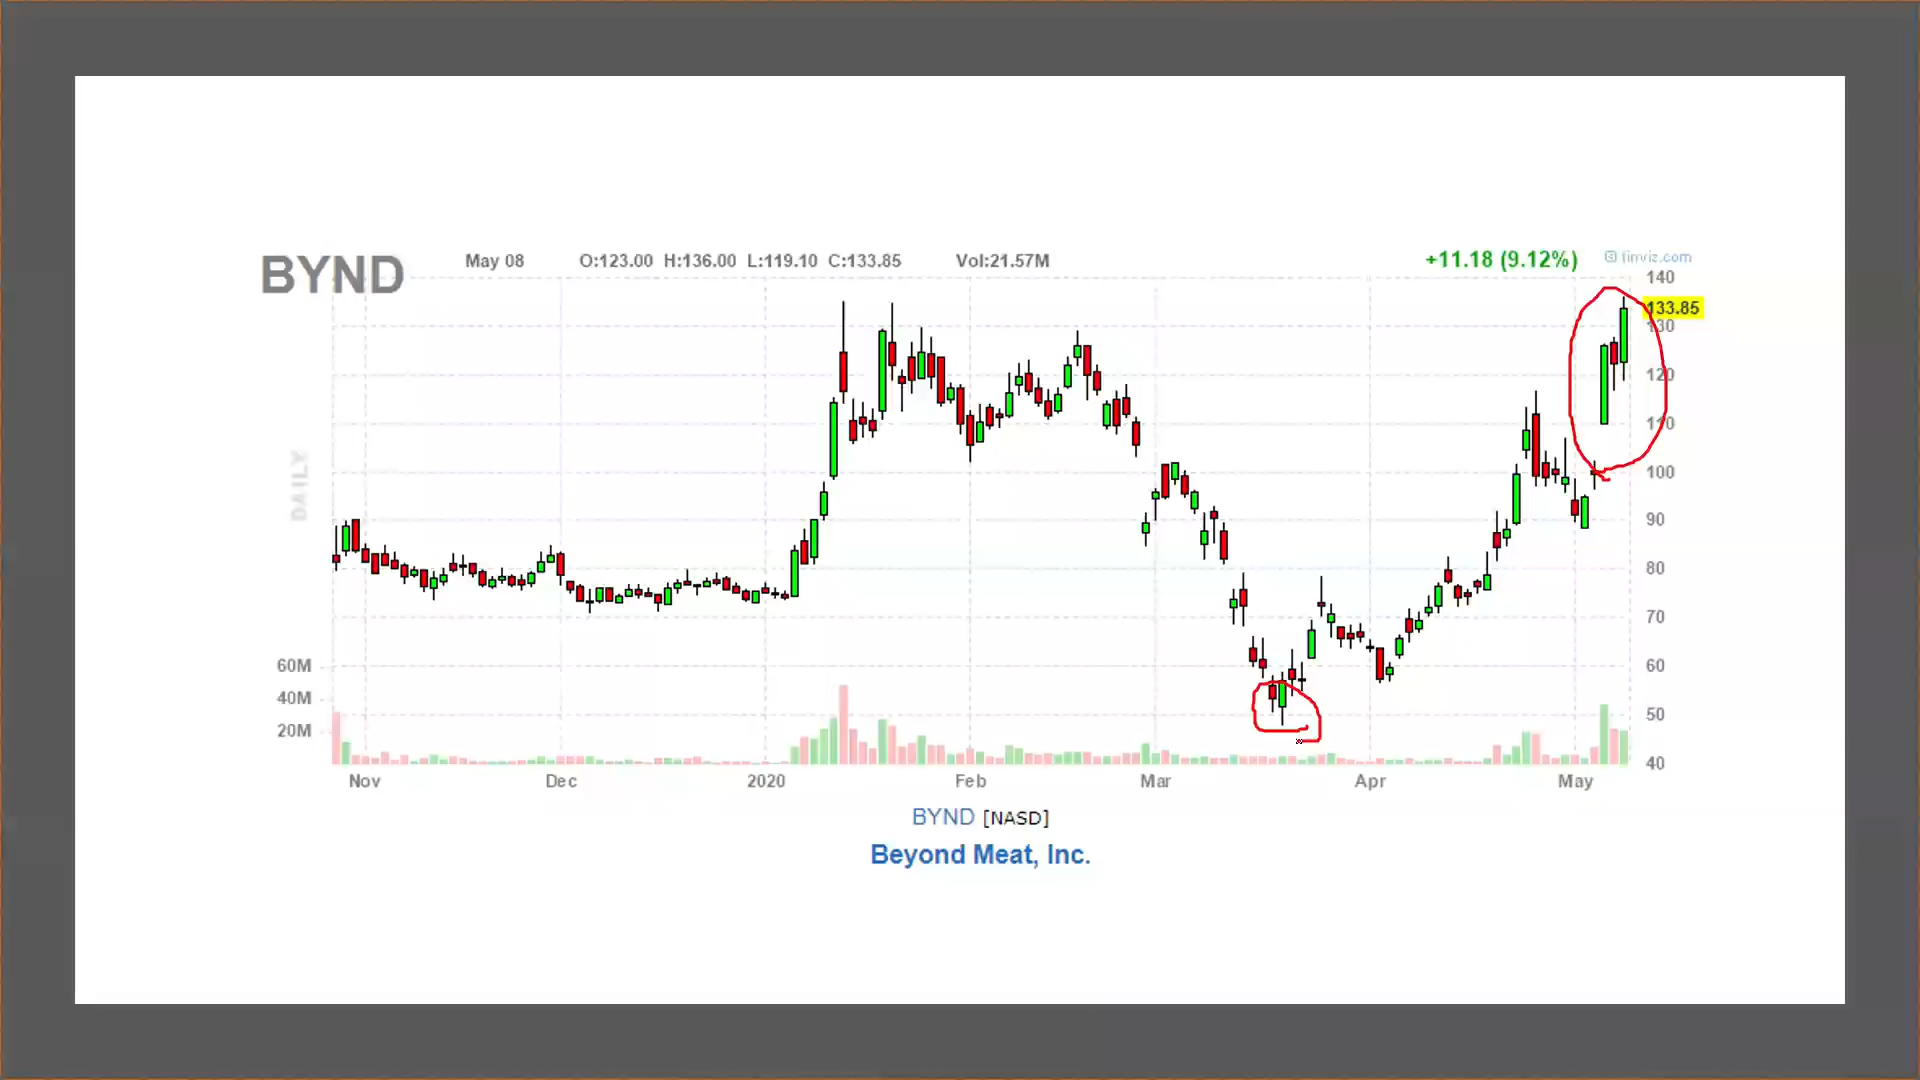 BYND May 08 O:123.00 H:136.00 L:119.10 C:133.85 Vol:21.57M +11.18 (9.12%) finviz.com
140
133.85
130
120
110
100
90
80
70
60
50
40
DAILY
60M
40M
20M
Nov Dec 2020 Feb Mar Apr May
BYND [NASD]
Beyond Meat, Inc.